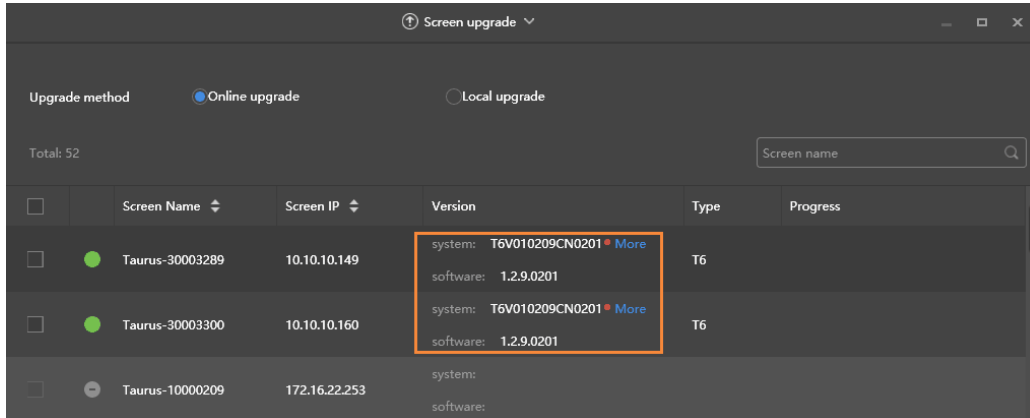 Screen upgrade
Upgrade method Online upgrade Local upgrade
Total: 52 Screen name
Screen Name Screen IP Version Type Progress
system: T6V010209CN0201 More
Taurus-30003289 10.10.10.149 T6
software: 1.2.9.0201
system: T6V010209CN0201 More
Taurus-30003300 10.10.10.160 T6
software: 1.2.9.0201
system:
Taurus-10000209 172.16.22.253
software: